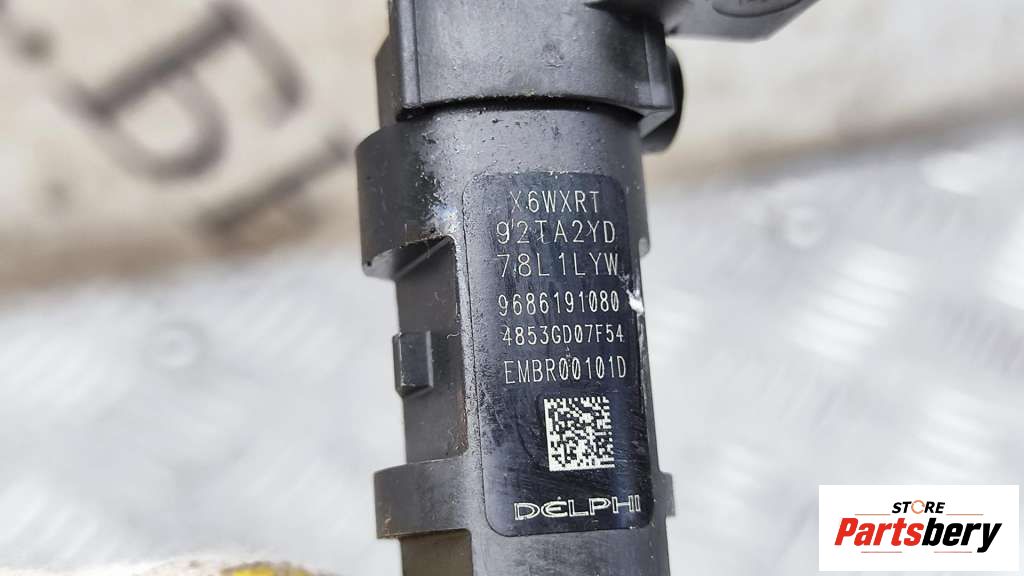 X6WXRT
92TA2YD
78L1LYW
9686191080
4853GD07F54
EMBR00101D
DELPHI
STORE
Partsbery